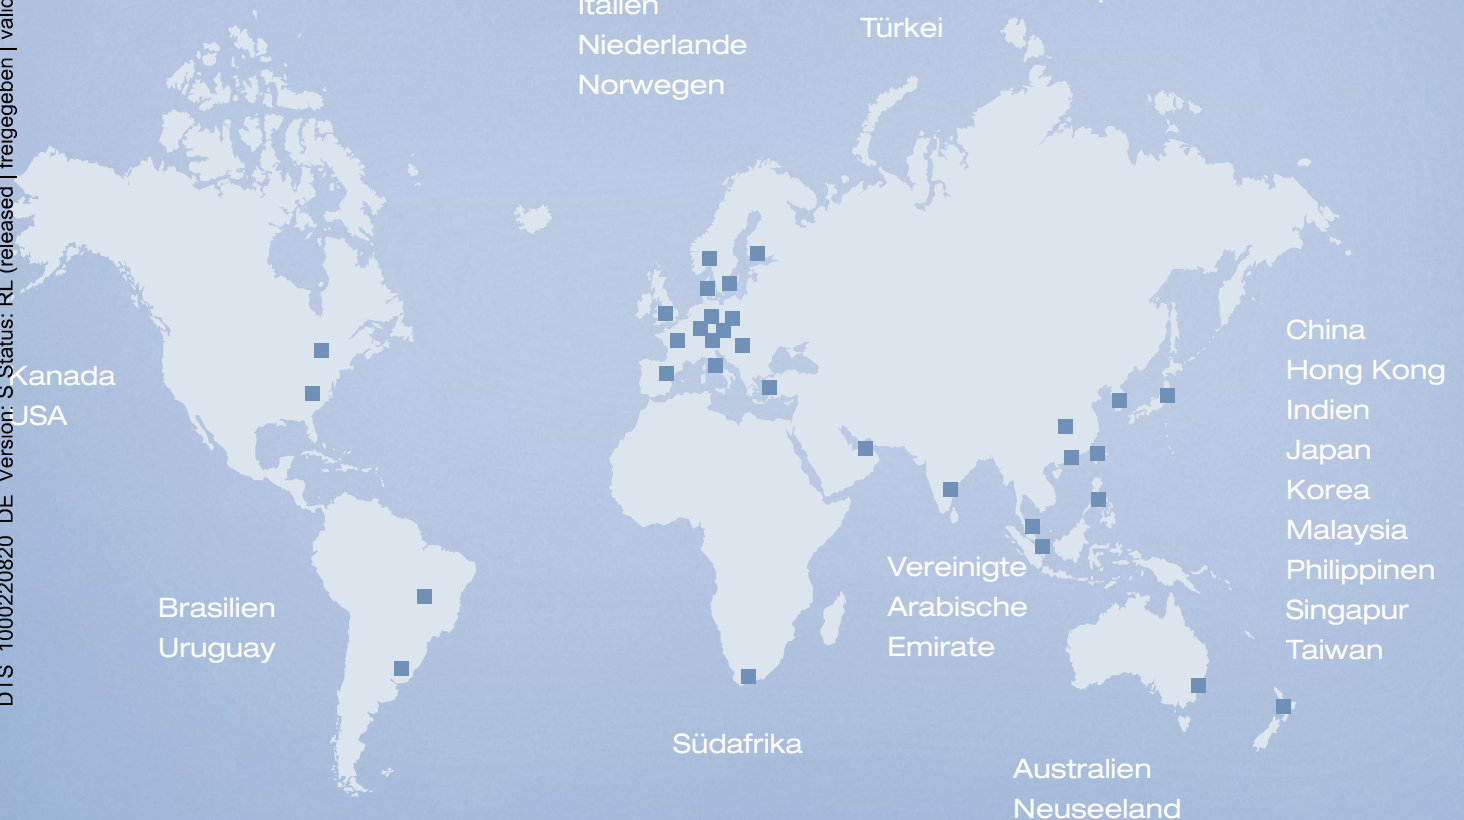 Italien
Niederlande
Norwegen
Türkei
Kanada
USA
China
Hong Kong
Indien
Japan
Korea
Malaysia
Philippinen
Singapur
Taiwan
Brasilien
Uruguay
Vereinigte
Arabische
Emirate
Südafrika
Australien
Neuseeland
DTS 1000220820 DE Version: S Status: RL (released | freigegeben | valid